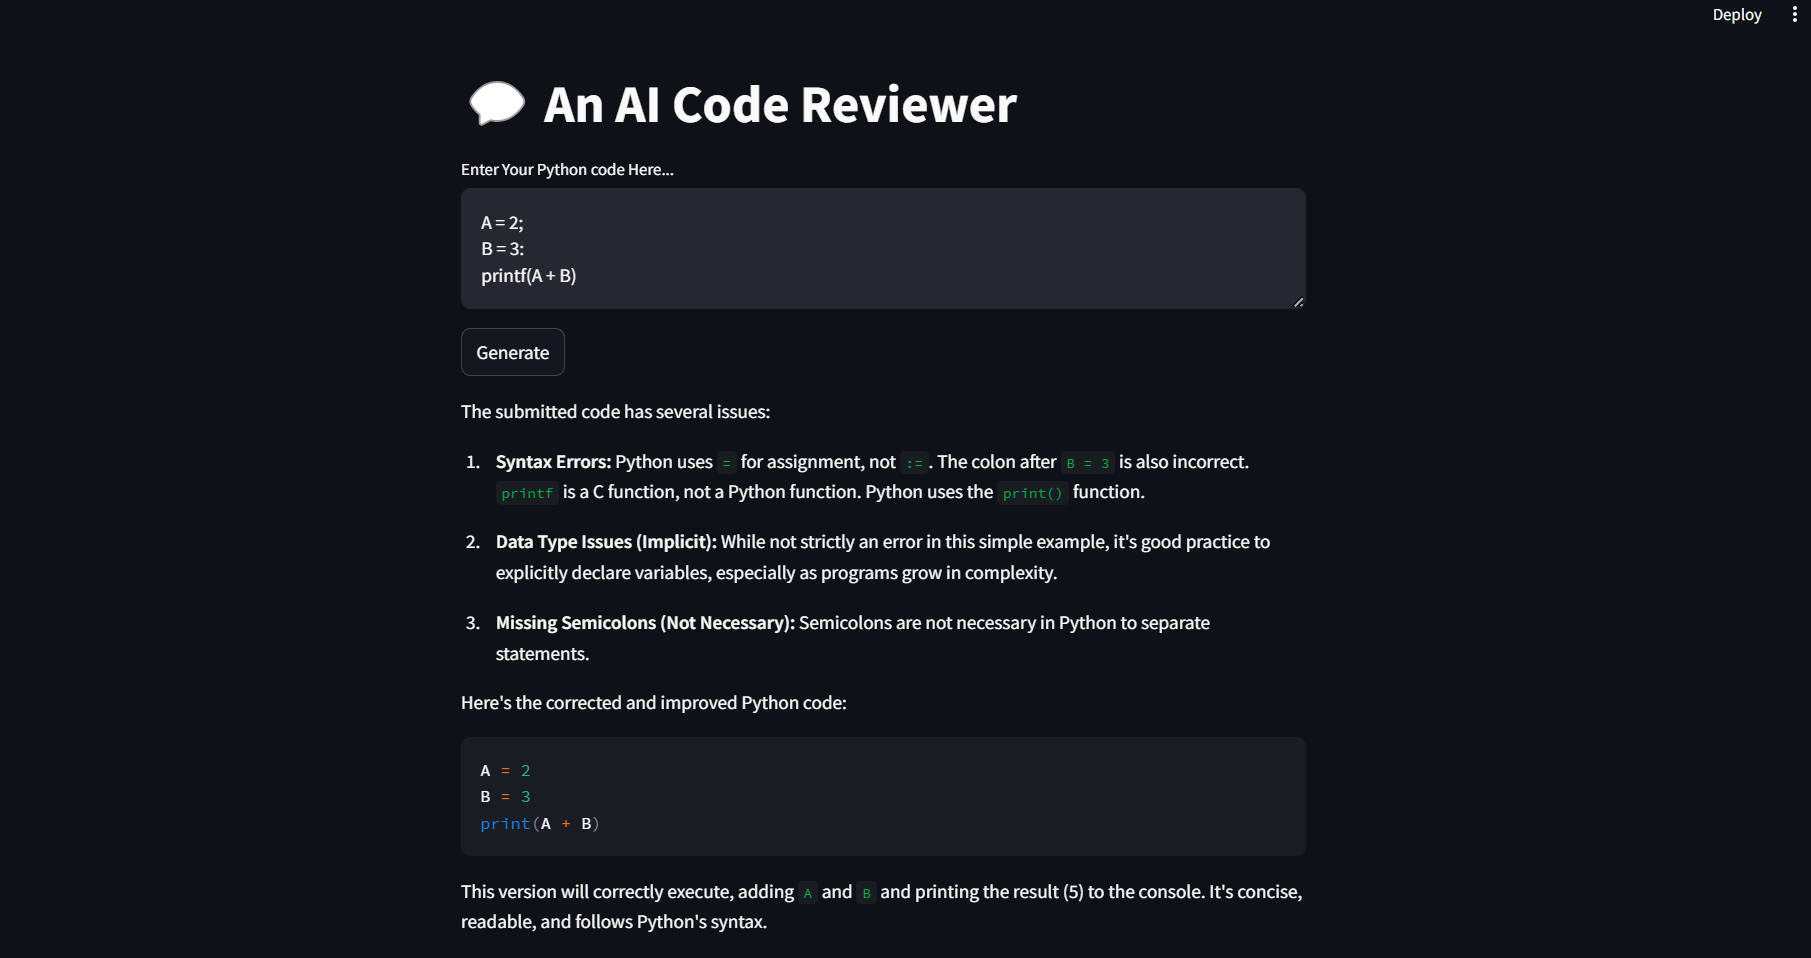 Deploy
An AI Code Reviewer
Enter Your Python code Here...
A = 2;
B = 3:
printf(A + B)
Generate
The submitted code has several issues:
1. Syntax Errors: Python uses = for assignment, not := . The colon after B = 3 is also incorrect.
printf is a C function, not a Python function. Python uses the print() function.
2. Data Type Issues (Implicit): While not strictly an error in this simple example, it's good practice to
explicitly declare variables, especially as programs grow in complexity.
3. Missing Semicolons (Not Necessary): Semicolons are not necessary in Python to separate
statements.
Here's the corrected and improved Python code:
A = 2
B = 3
print(A + B)
This version will correctly execute, adding A and B and printing the result (5) to the console. It's concise,
readable, and follows Python's syntax.